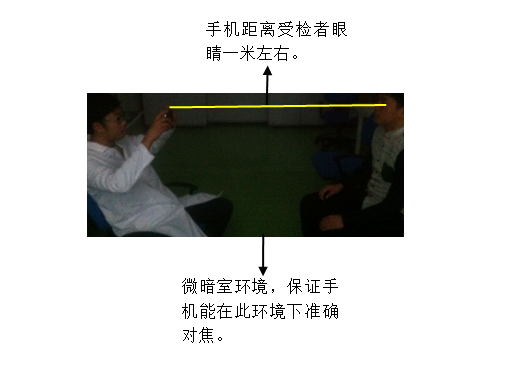 手机距离受检者眼
睛一米左右。
微暗室环境，保证手
机能在此环境下准确
对焦。